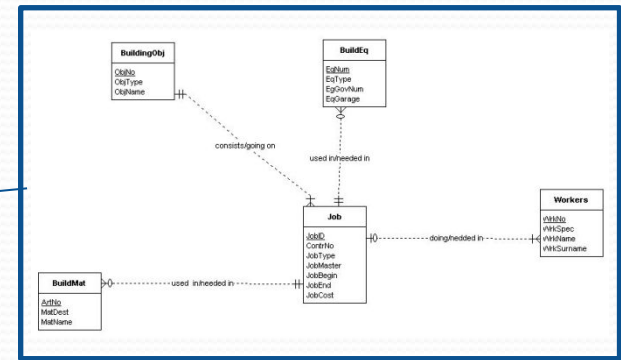 BuildingObj
ObjNo
ObjType
ObjName
BuildEq
EqNum
EqType
EgGovNum
EqGarage
consists/going on
used in/needed in
Job
JobID
ContrNo
JobType
JobMaster
JobBegin
JobEnd
JobCost
doing/nedded in
Workers
WrkNo
WrkSpec
WrkName
WrkSurname
BuildMat
ArtNo
MatDest
MatName
used in/needed in